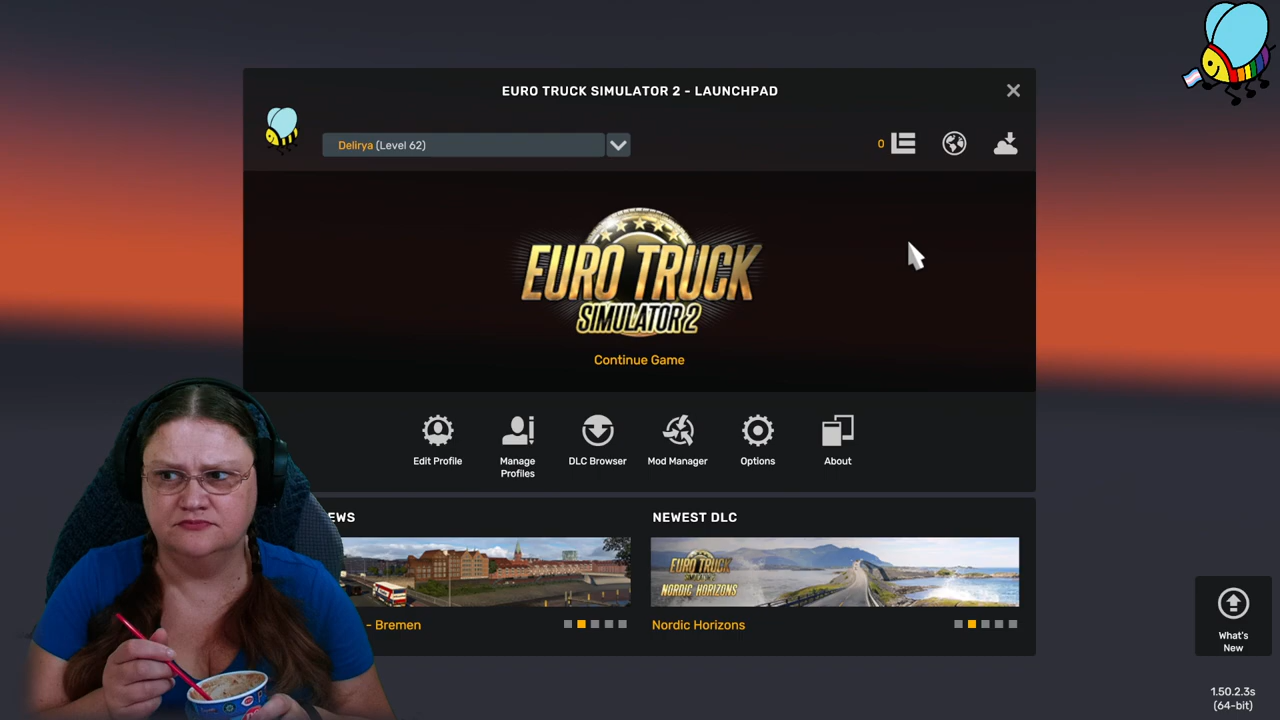 EURO TRUCK SIMULATOR 2 - LAUNCHPAD
Delirya (Level 62)
0
EURO TRUCK
SIMULATOR 2
Continue Game
Edit Profile
Manage
Profiles
DLC Browser
Mod Manager
Options
About
EWS
- Bremen
NEWEST DLC
EURO TRUCK
NORDIC HORIZONS
Nordic Horizons
What's
New
1.50.2.3s
(64-bit)